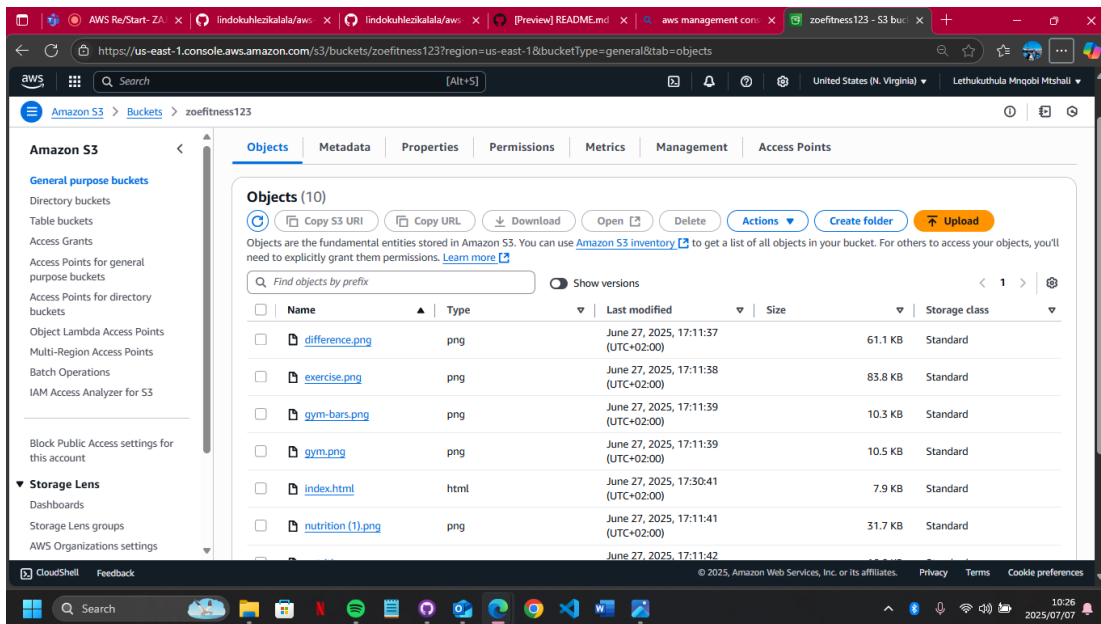 AWS Re/Start- ZA
lindokuhlezikalala/aws-
lindokuhlezikalala/aws
[Preview] README.md
aws management cons
zoefitness123 - S3 buc
https://us-east-1.console.aws.amazon.com/s3/buckets/zoefitness123?region=us-east-1&bucketType=general&tab=objects
aws
Search
[Alt+S]
United States (N. Virginia)
Lethukuthula Mnqobi Mtshali
Amazon S3 > Buckets > zoefitness123
Amazon S3
General purpose buckets
Directory buckets
Table buckets
Access Grants
Access Points for general
purpose buckets
Access Points for directory
buckets
Object Lambda Access Points
Multi-Region Access Points
Batch Operations
IAM Access Analyzer for S3
Block Public Access settings for
this account
Storage Lens
Dashboards
Storage Lens groups
AWS Organizations settings
Objects Metadata Properties Permissions Metrics Management Access Points
Objects (10)
Copy S3 URI Copy URL Download Open Delete Actions Create folder Upload
Objects are the fundamental entities stored in Amazon S3. You can use Amazon S3 inventory to get a list of all objects in your bucket. For others to access your objects, you'll
need to explicitly grant them permissions. Learn more
Find objects by prefix
Show versions
1
Name Type Last modified Size Storage class
difference.png png June 27, 2025, 17:11:37 (UTC+02:00) 61.1 KB Standard
exercise.png png June 27, 2025, 17:11:38 (UTC+02:00) 83.8 KB Standard
gym-bars.png png June 27, 2025, 17:11:39 (UTC+02:00) 10.3 KB Standard
gym.png png June 27, 2025, 17:11:39 (UTC+02:00) 10.5 KB Standard
index.html html June 27, 2025, 17:30:41 (UTC+02:00) 7.9 KB Standard
nutrition (1).png png June 27, 2025, 17:11:41 (UTC+02:00) 31.7 KB Standard
June 27, 2025, 17:11:42
CloudShell Feedback
© 2025, Amazon Web Services, Inc. or its affiliates. Privacy Terms Cookie preferences
Search
10:26
2025/07/07